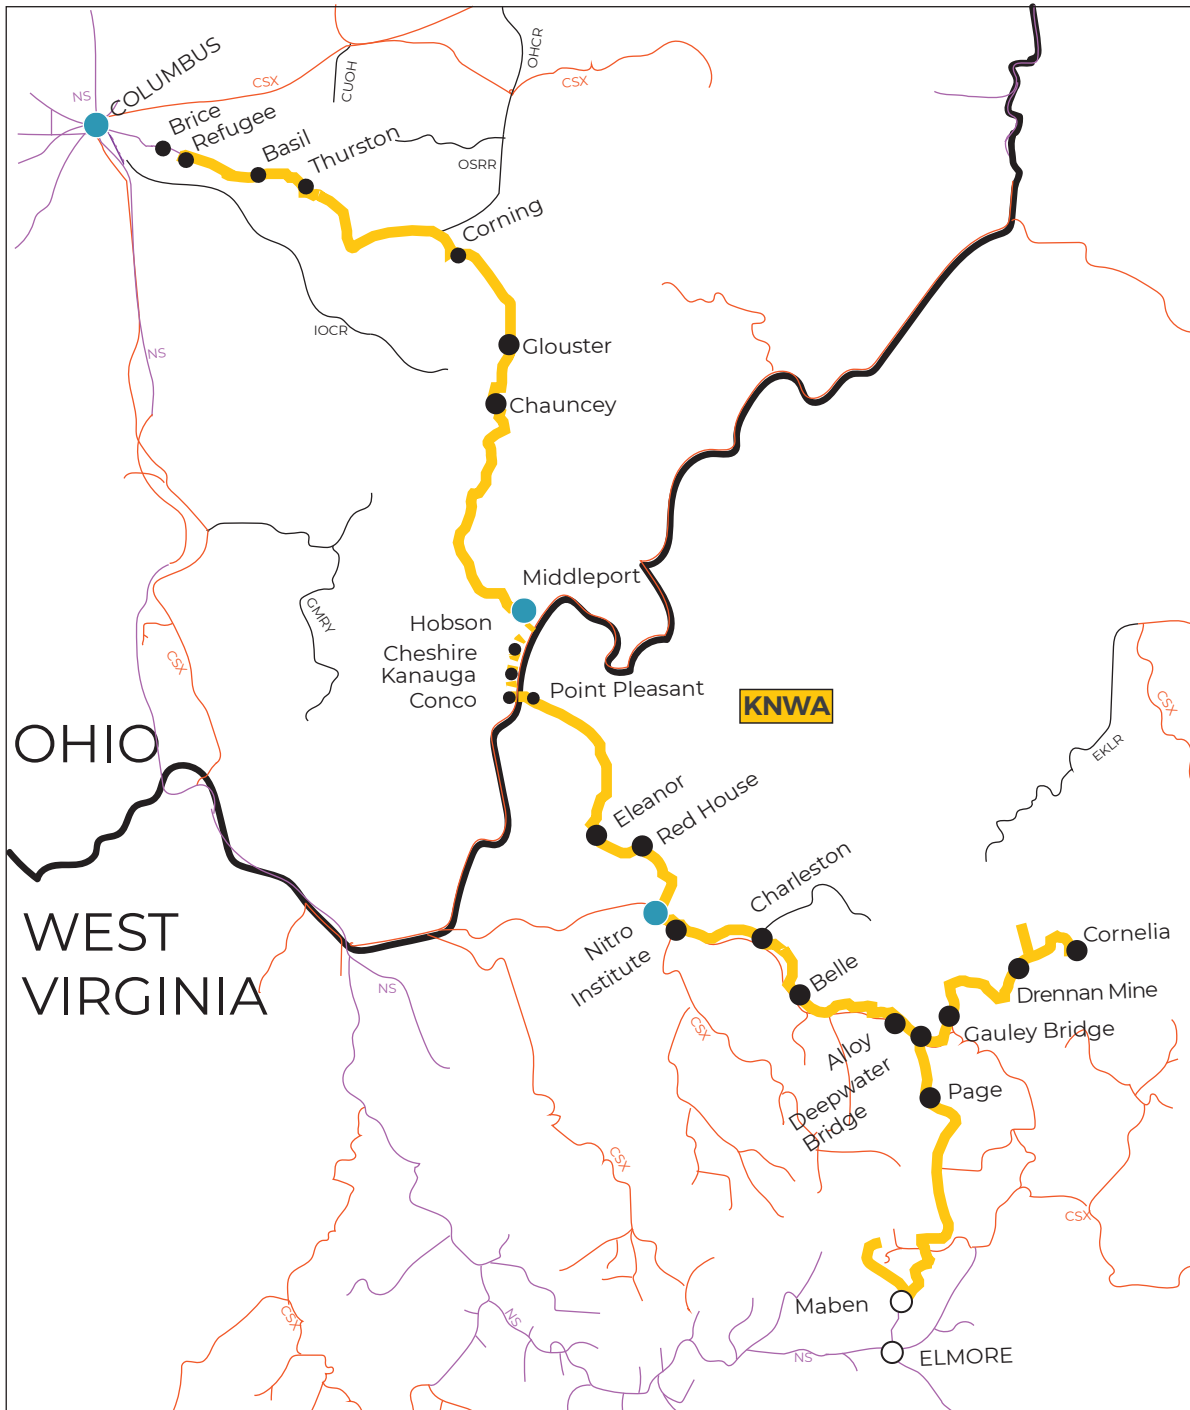 COLUMBUS
NS
CSX
CUOH
OHCR
CSX
Brice
Refugee
Basil
Thurston
OSRR
Corning
IOCR
NS
Glouster
Chauncey
Middleport
GMRY
Hobson
Cheshire
Kanauga
Conco
Point Pleasant
CSX
KNWA
CSX
EKLR
OHIO
Eleanor
Red House
Charleston
WEST
VIRGINIA
Nitro
Institute
Belle
Cornelia
Drennan Mine
Gauley Bridge
NS
CSX
Alloy
Deepwater
Bridge
Page
CSX
CSX
Maben
CSX
NS
NS
ELMORE